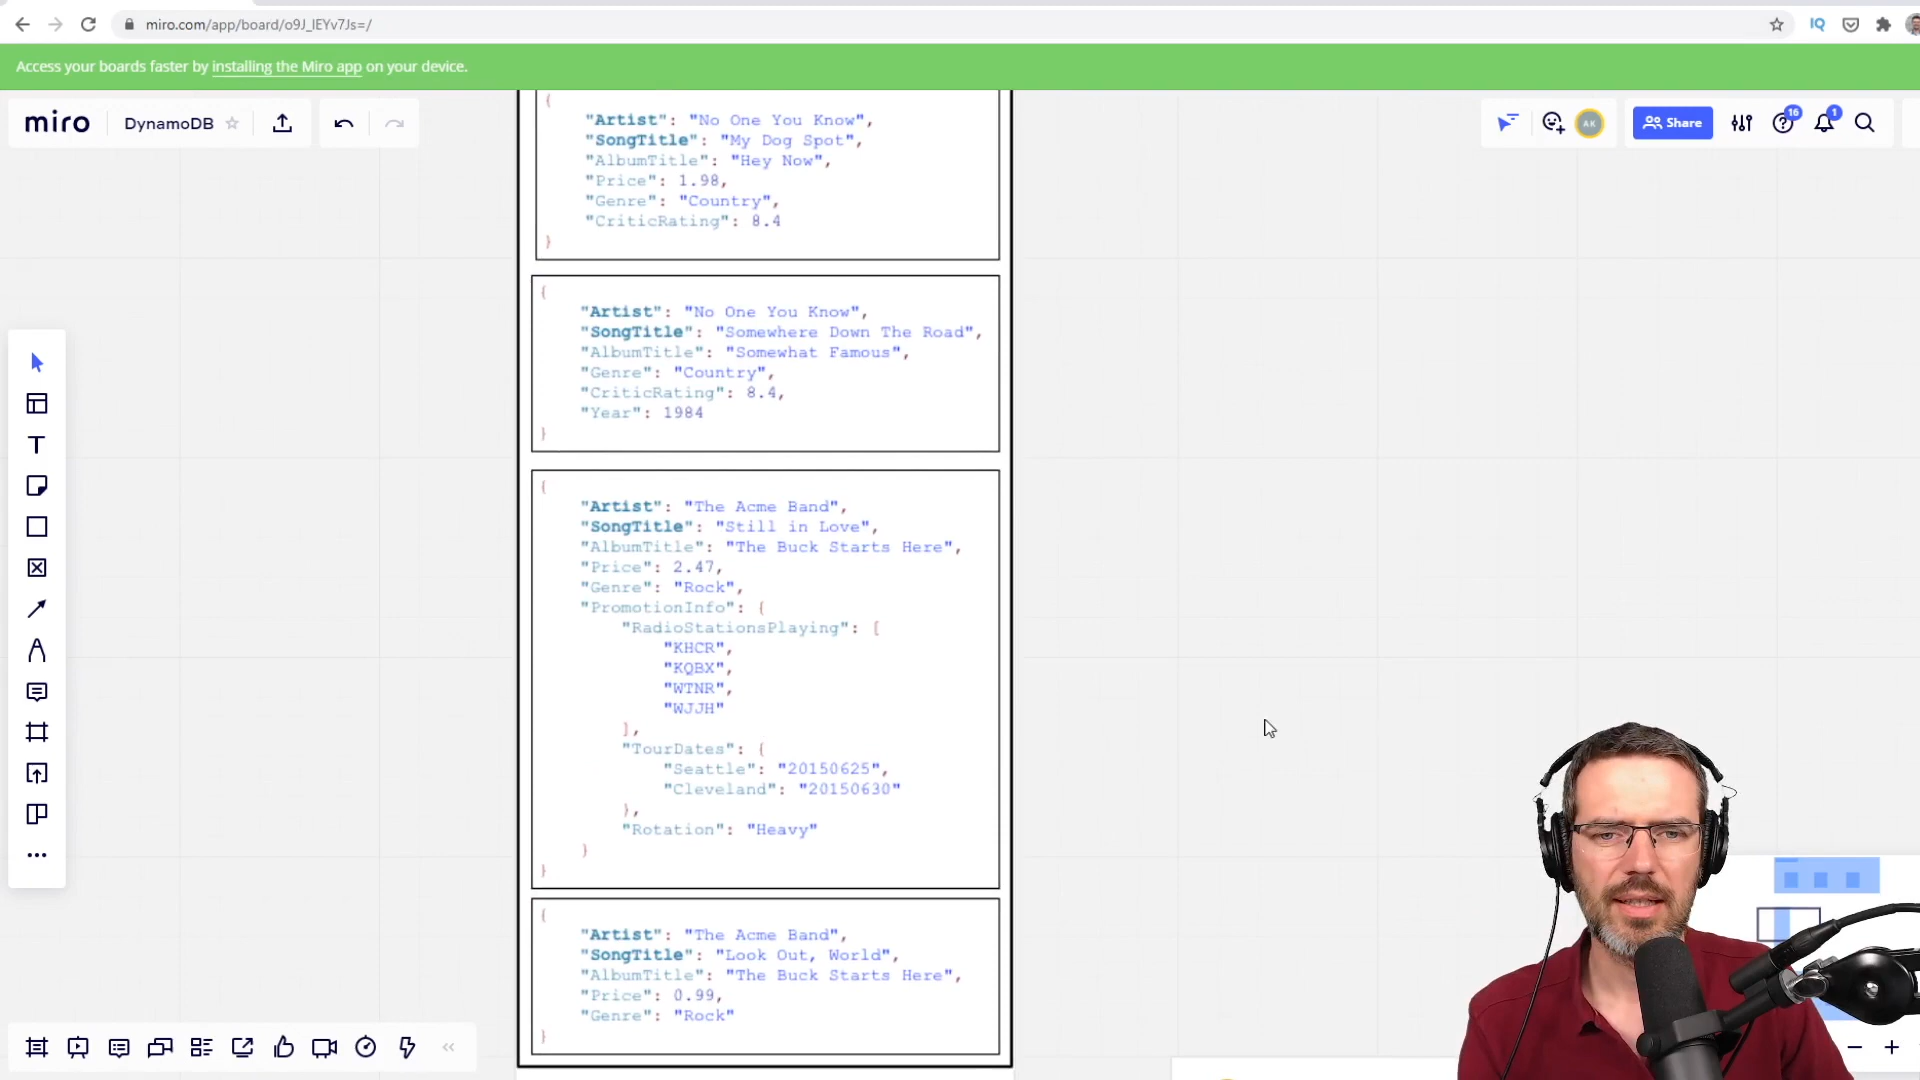 miro.com/app/board/o9J_lEYv7Js=/
IQ
Access your boards faster by installing the Miro app on your device.
miro
DynamoDB
AK
Share
16
1
{
"Artist": "No One You Know",
"SongTitle": "My Dog Spot",
"AlbumTitle": "Hey Now",
"Price": 1.98,
"Genre": "Country",
"CriticRating": 8.4
}
{
"Artist": "No One You Know",
"SongTitle": "Somewhere Down The Road",
"AlbumTitle": "Somewhat Famous",
"Genre": "Country",
"CriticRating": 8.4,
"Year": 1984
}
{
"Artist": "The Acme Band",
"SongTitle": "Still in Love",
"AlbumTitle": "The Buck Starts Here",
"Price": 2.47,
"Genre": "Rock",
"PromotionInfo": {
"RadioStationsPlaying": [
"KHCR",
"KQBX",
"WTNR",
"WJJH"
],
"TourDates": {
"Seattle": "20150625",
"Cleveland": "20150630"
},
"Rotation": "Heavy"
}
}
{
"Artist": "The Acme Band",
"SongTitle": "Look Out, World",
"AlbumTitle": "The Buck Starts Here",
"Price": 0.99,
"Genre": "Rock"
}